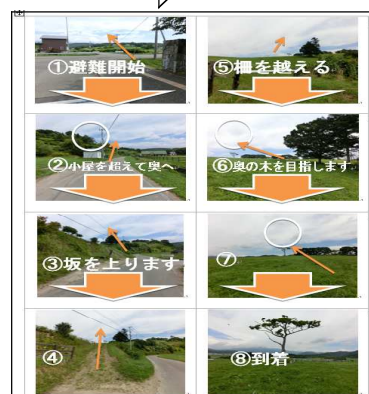 ①避難開始
②小屋を超えて奥へ
③坂を上ります
④
⑤柵を越える
⑥奥の木を目指します
⑦
⑧到着